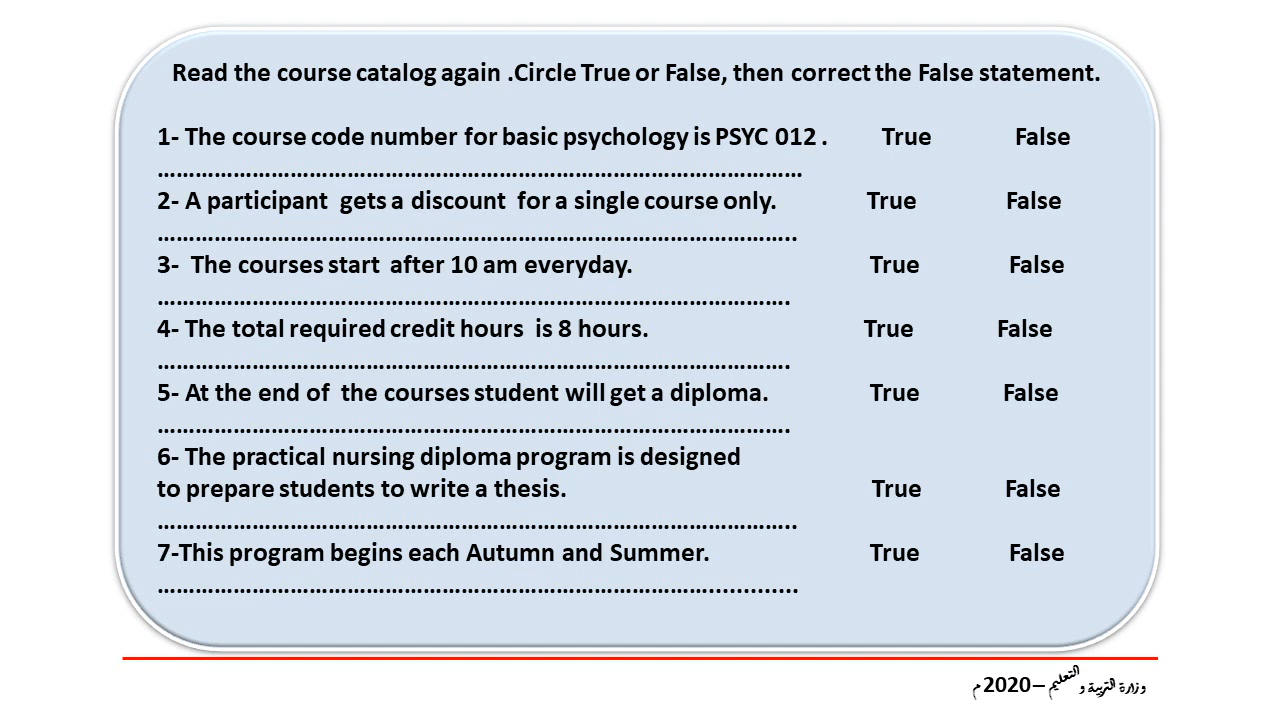 Read the course catalog again .Circle True or False, then correct the False statement.
1- The course code number for basic psychology is PSYC 012 . True False
………………………………………………………………………………………
2- A participant gets a discount for a single course only. True False
……………………………………………………………………………………..
3- The courses start after 10 am everyday. True False
…………………………………………………………………………………….
4- The total required credit hours is 8 hours. True False
…………………………………………………………………………………….
5- At the end of the courses student will get a diploma. True False
…………………………………………………………………………………….
6- The practical nursing diploma program is designed
to prepare students to write a thesis. True False
……………………………………………………………………………………..
7-This program begins each Autumn and Summer. True False
…………………………………………………………………………...............
وزارة التربية و التعليم – 2020م